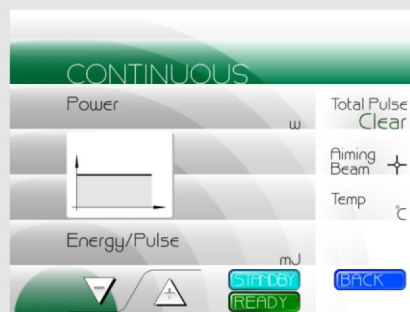 CONTINUOUS
Power
W
Total Pulse
Clear
Aiming
Beam
Temp
°C
Energy/Pulse
mJ
STANDBY
READY
BACK